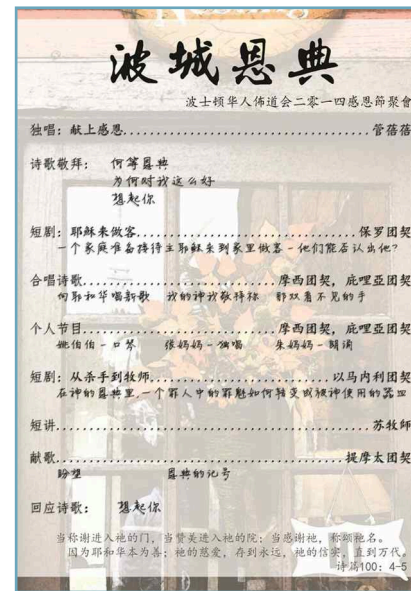 波城恩典
波士顿华人佈道会二零一四感恩節聚會
独唱：献上感恩......................................管蓓蓓
诗歌敬拜： 何等恩典
为何对我这么好
想起你
短剧：耶稣来做客......................................保罗团契
一个家庭准备接待主耶稣来到家里做客-他们能否认出他?
合唱诗歌......................................摩西团契, 庇哩亚团契
向耶和华唱新歌 我的神我敬拜祢 那双看不见的手
个人节目......................................摩西团契, 庇哩亚团契
姚伯伯-口琴 张妈妈-独唱 朱妈妈-朗诵
短剧：从杀手到牧师......................................以马内利团契
在神的恩典里,一个罪人中的罪魁如何转变成被神使用的器皿
短讲......................................苏牧师
献歌......................................提摩太团契
盼望 恩典的记号
回应诗歌： 想起你
当称谢进入祂的门，当赞美进入祂的院；当感谢祂，称颂祂名。
因为耶和华本为善；祂的慈爱，存到永远，祂的信实，直到万代。
诗篇100：4-5